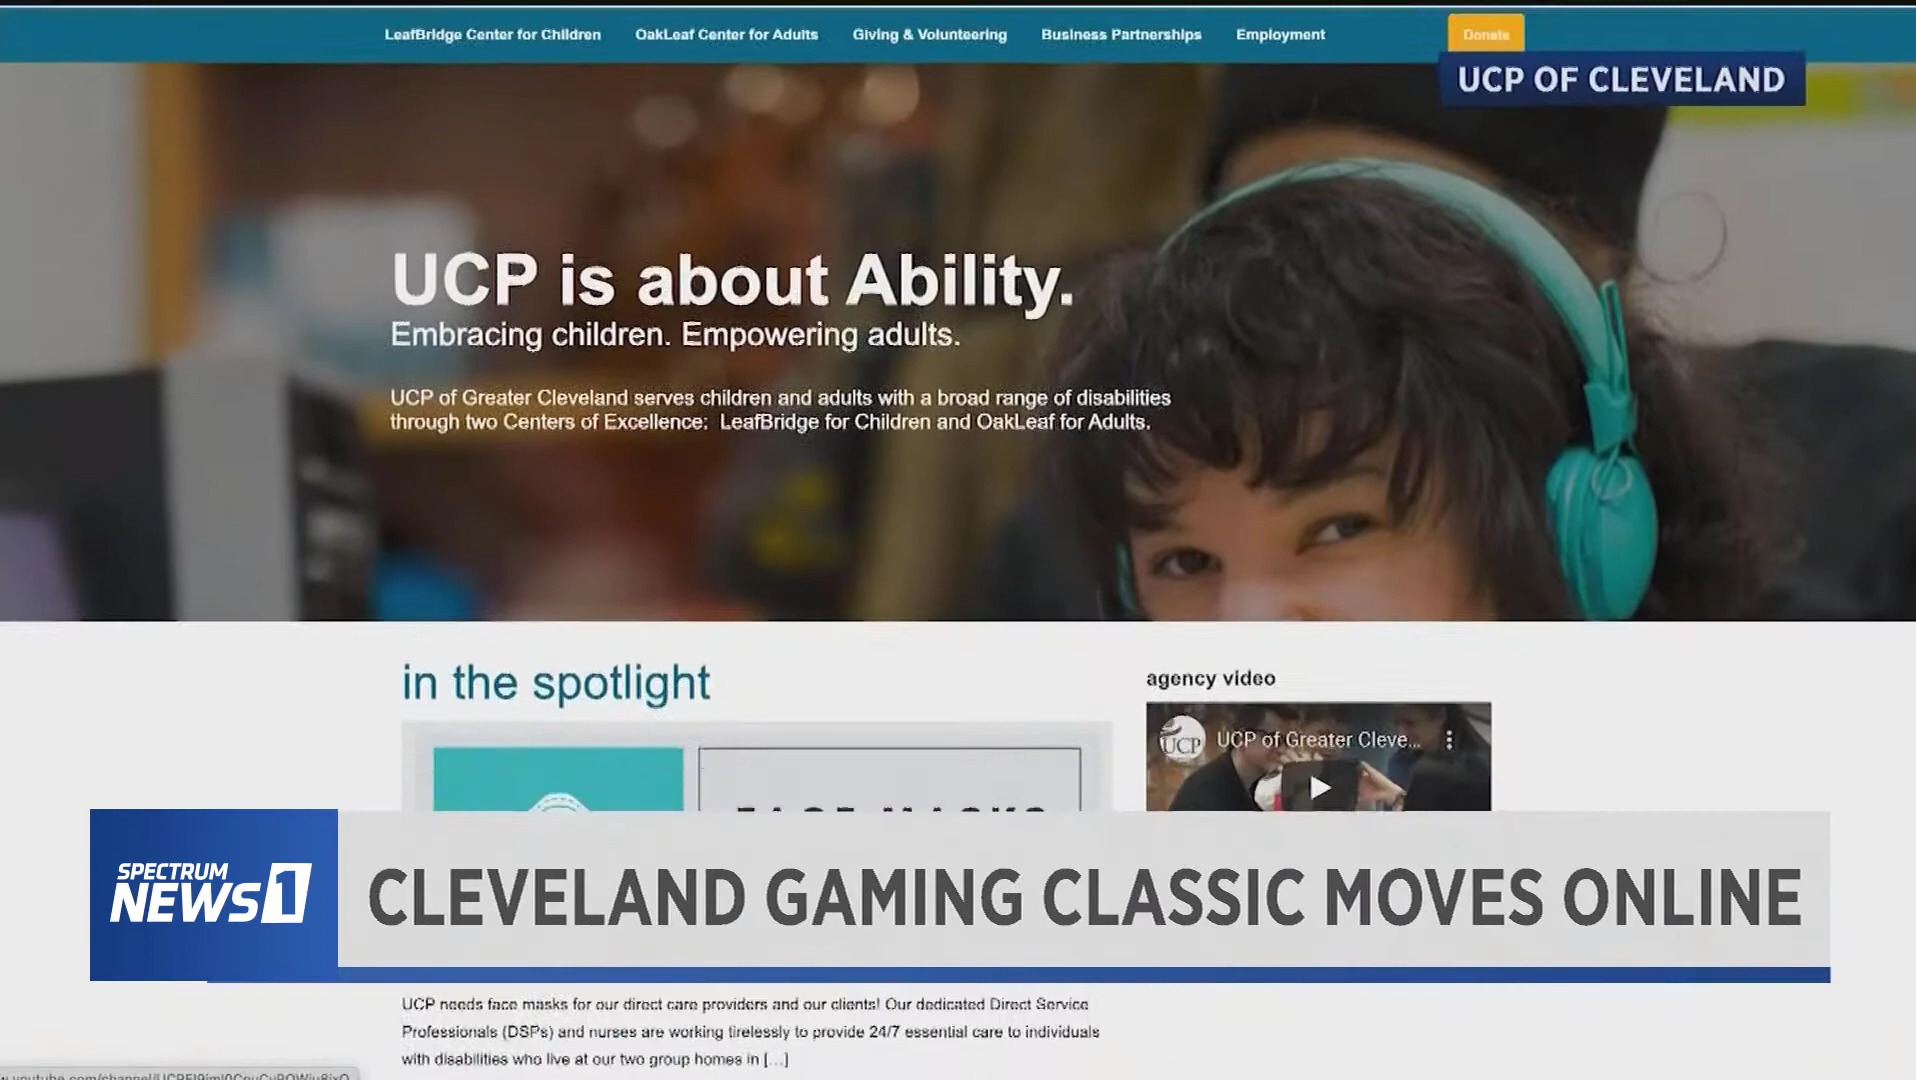 LeafBridge Center for Children OakLeaf Center for Adults Giving & Volunteering Business Partnerships Employment Donate
UCP OF CLEVELAND
UCP is about Ability.
Embracing children. Empowering adults.
UCP of Greater Cleveland serves children and adults with a broad range of disabilities
through two Centers of Excellence: LeafBridge for Children and OakLeaf for Adults.
in the spotlight
agency video
UCP UCP of Greater Cleve...
SPECTRUM
NEWS 1
CLEVELAND GAMING CLASSIC MOVES ONLINE
UCP needs face masks for our direct care providers and our clients! Our dedicated Direct Service
Professionals (DSPs) and nurses are working tirelessly to provide 24/7 essential care to individuals
with disabilities who live at our two group homes in [...]